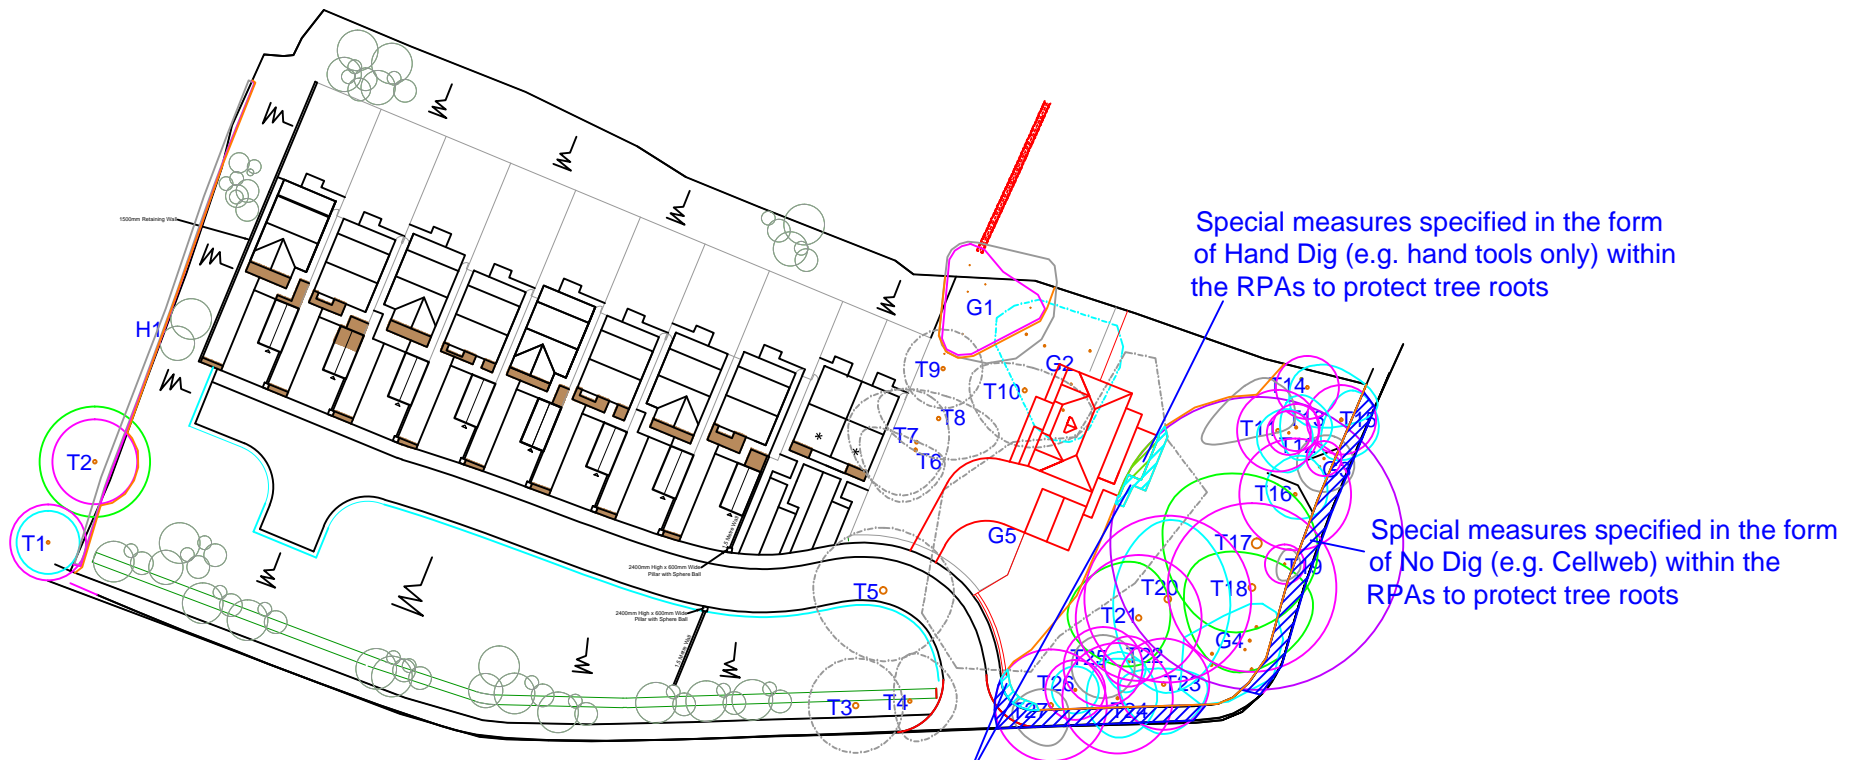 Special measures specified in the form
of Hand Dig (e.g. hand tools only) within
the RPAs to protect tree roots
1500mm Retaining Wall
G1
H1
G2
T9
T10
T14
T8
T7
T6
T11
T13
T15
T12
G3
T2
T16
Special measures specified in the form
of No Dig (e.g. Cellweb) within the
RPAs to protect tree roots
T1
G5
T17
T19
2400mm High x 600mm Wide
Pillar with Sphere Ball
T5
T20
T18
2400mm High x 600mm Wide
Pillar with Sphere Ball
T21
G4
T25
T22
T26
T23
T3
T4
T27
T24